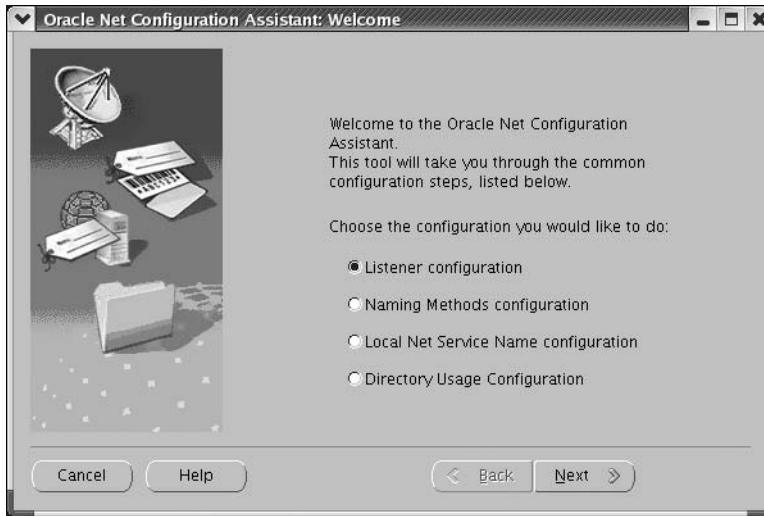 Oracle Net Configuration Assistant: Welcome
Welcome to the Oracle Net Configuration
Assistant.
This tool will take you through the common
configuration steps, listed below.
Choose the configuration you would like to do:
Listener configuration
Naming Methods configuration
Local Net Service Name configuration
Directory Usage Configuration
Cancel
Help
Back
Next